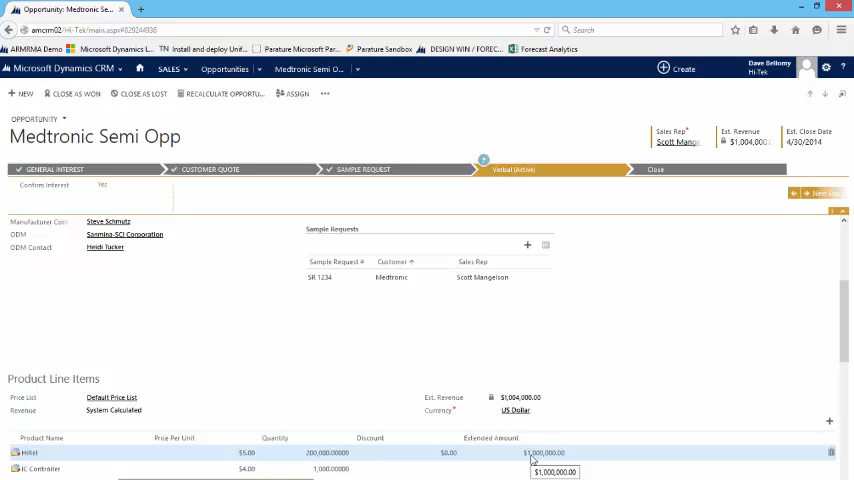 Opportunity: Medtronic Se... × +
amcrm02/Hi-Tek/main.aspx#829244936 Search
ARMRMA Demo Microsoft Dynamics L... TN Install and deploy Unif... Parature Microsoft Par... Parature Sandbox DESIGN WIN / FOREC... Forecast Analytics
Microsoft Dynamics CRM SALES Opportunities Medtronic Semi O... Create Dave Bellomy
Hi-Tek
+ NEW CLOSE AS WON CLOSE AS LOST RECALCULATE OPPORTU... ASSIGN •••
OPPORTUNITY
Medtronic Semi Opp
Sales Rep* Est. Revenue Est. Close Date
Scott Mange $1,004,000. 4/30/2014
GENERAL INTEREST CUSTOMER QUOTE SAMPLE REQUEST Verbal (Active) Close
Confirm Interest Yes Next Sta
Manufacturer Con Steve Schmutz
ODM Sanmina-SCI Corporation
ODM Contact Heidi Tucker
Sample Requests
Sample Request # Customer Sales Rep
SR 1234 Medtronic Scott Mangelson
Product Line Items
Price List Default Price List Est. Revenue $1,004,000.00
Revenue System Calculated Currency* US Dollar
Product Name Price Per Unit Quantity Discount Extended Amount
HiRel $5.00 200,000.00000 $0.00 $1,000,000.00
IC Controller $4.00 1,000.00000 $1,000,000.00